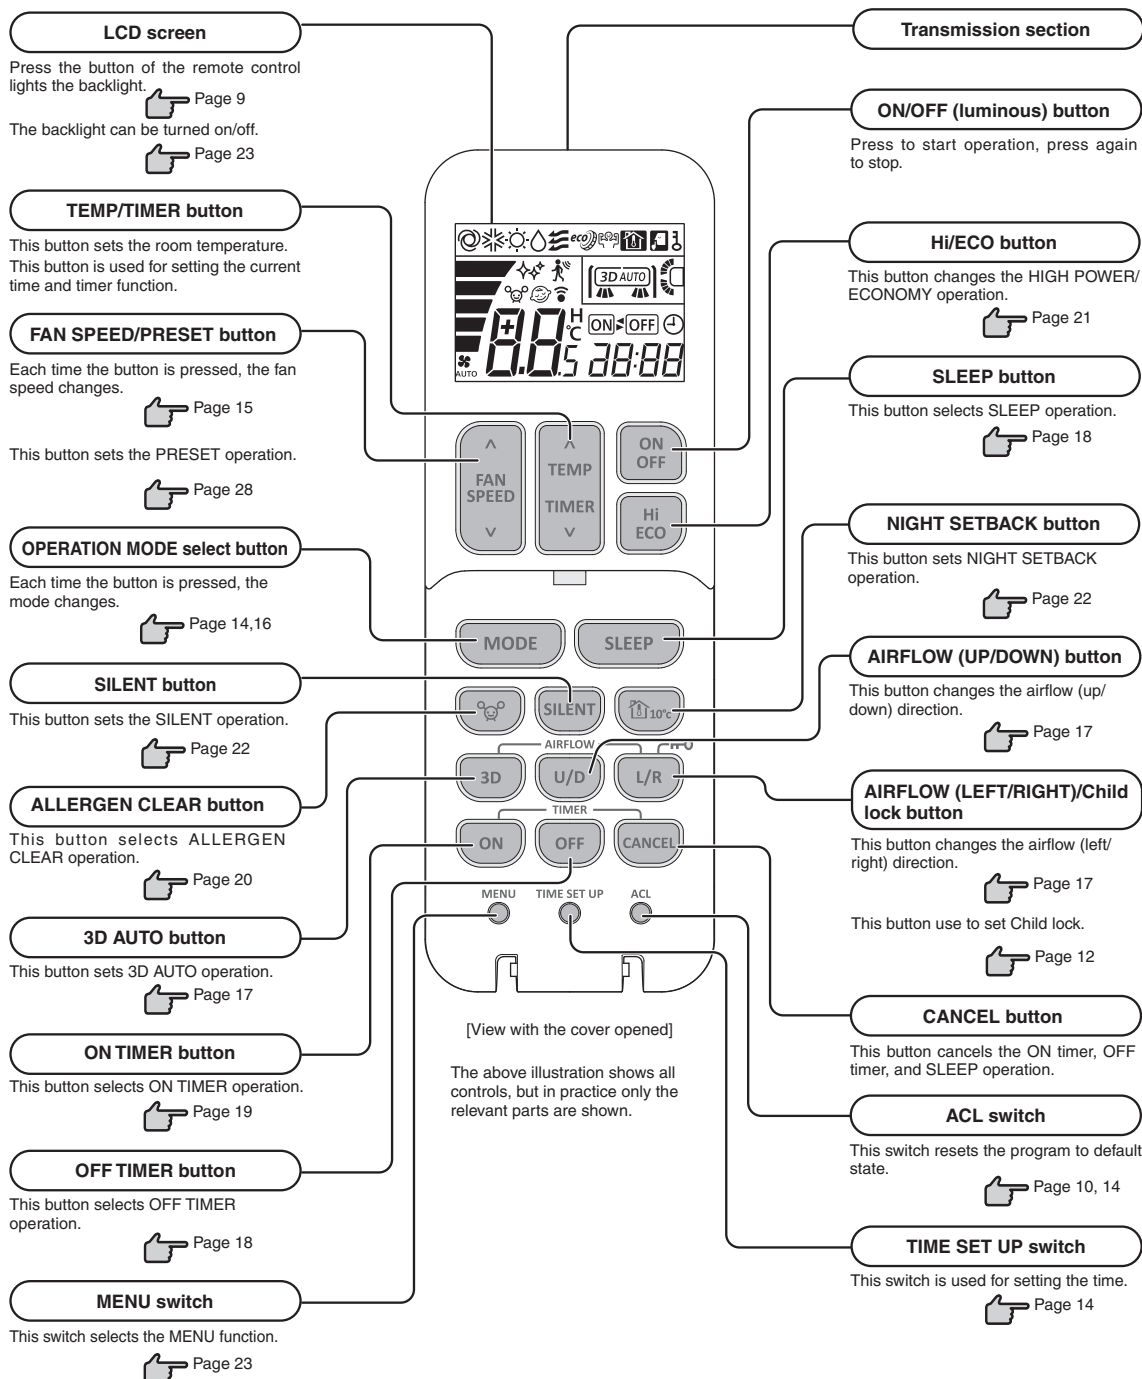 LCD screen
Press the button of the remote control
lights the backlight.
Page 9
The backlight can be turned on/off.
Page 23
TEMP/TIMER button
This button sets the room temperature.
This button is used for setting the current
time and timer function.
FAN SPEED/PRESET button
Each time the button is pressed, the fan
speed changes.
Page 15
This button sets the PRESET operation.
Page 28
OPERATION MODE select button
Each time the button is pressed, the
mode changes.
Page 14,16
SILENT button
This button sets the SILENT operation.
Page 22
ALLERGEN CLEAR button
This button selects ALLERGEN
CLEAR operation.
Page 20
3D AUTO button
This button sets 3D AUTO operation.
Page 17
ON TIMER button
This button selects ON TIMER operation.
Page 19
OFF TIMER button
This button selects OFF TIMER
operation.
Page 18
MENU switch
This switch selects the MENU function.
Page 23
eco
3D AUTO
H
°C
ON OFF
8.8.5 28:88
AUTO
FAN
SPEED
TEMP
TIMER
ON
OFF
Hi
ECO
MODE
SLEEP
SILENT
10°c
AIRFLOW
3D
U/D
L/R
TIMER
ON
OFF
CANCEL
MENU
TIME SET UP
ACL
[View with the cover opened]
The above illustration shows all
controls, but in practice only the
relevant parts are shown.
Transmission section
ON/OFF (luminous) button
Press to start operation, press again
to stop.
Hi/ECO button
This button changes the HIGH POWER/
ECONOMY operation.
Page 21
SLEEP button
This button selects SLEEP operation.
Page 18
NIGHT SETBACK button
This button sets NIGHT SETBACK
operation.
Page 22
AIRFLOW (UP/DOWN) button
This button changes the airflow (up/
down) direction.
Page 17
AIRFLOW (LEFT/RIGHT)/Child
lock button
This button changes the airflow (left/
right) direction.
Page 17
This button use to set Child lock.
Page 12
CANCEL button
This button cancels the ON timer, OFF
timer, and SLEEP operation.
ACL switch
This switch resets the program to default
state.
Page 10, 14
TIME SET UP switch
This switch is used for setting the time.
Page 14